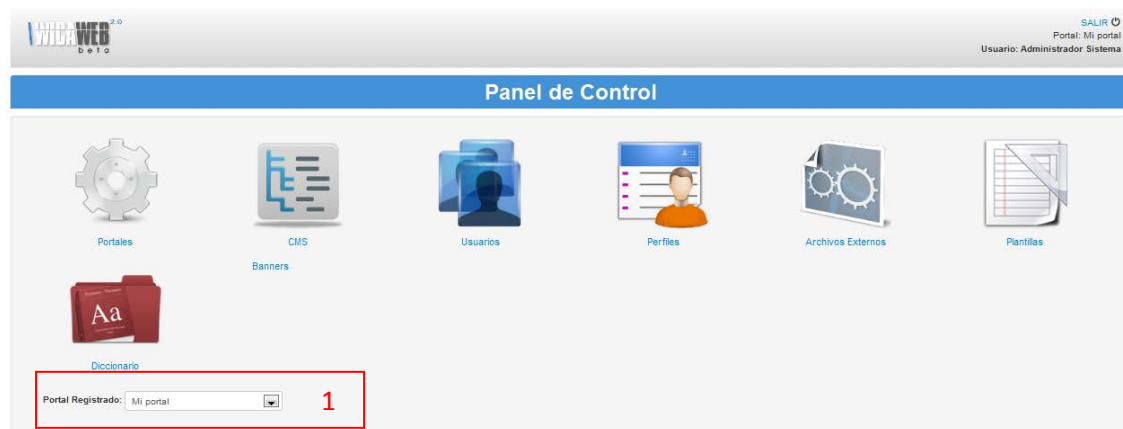 WICAWEB 2.0
beta
SALIR
Portal: Mi portal
Usuario: Administrador Sistema
Panel de Control
Portales
CMS
Usuarios
Perfiles
Archivos Externos
Plantillas
Banners
Aa
Diccionario
Portal Registrado: Mi portal
1